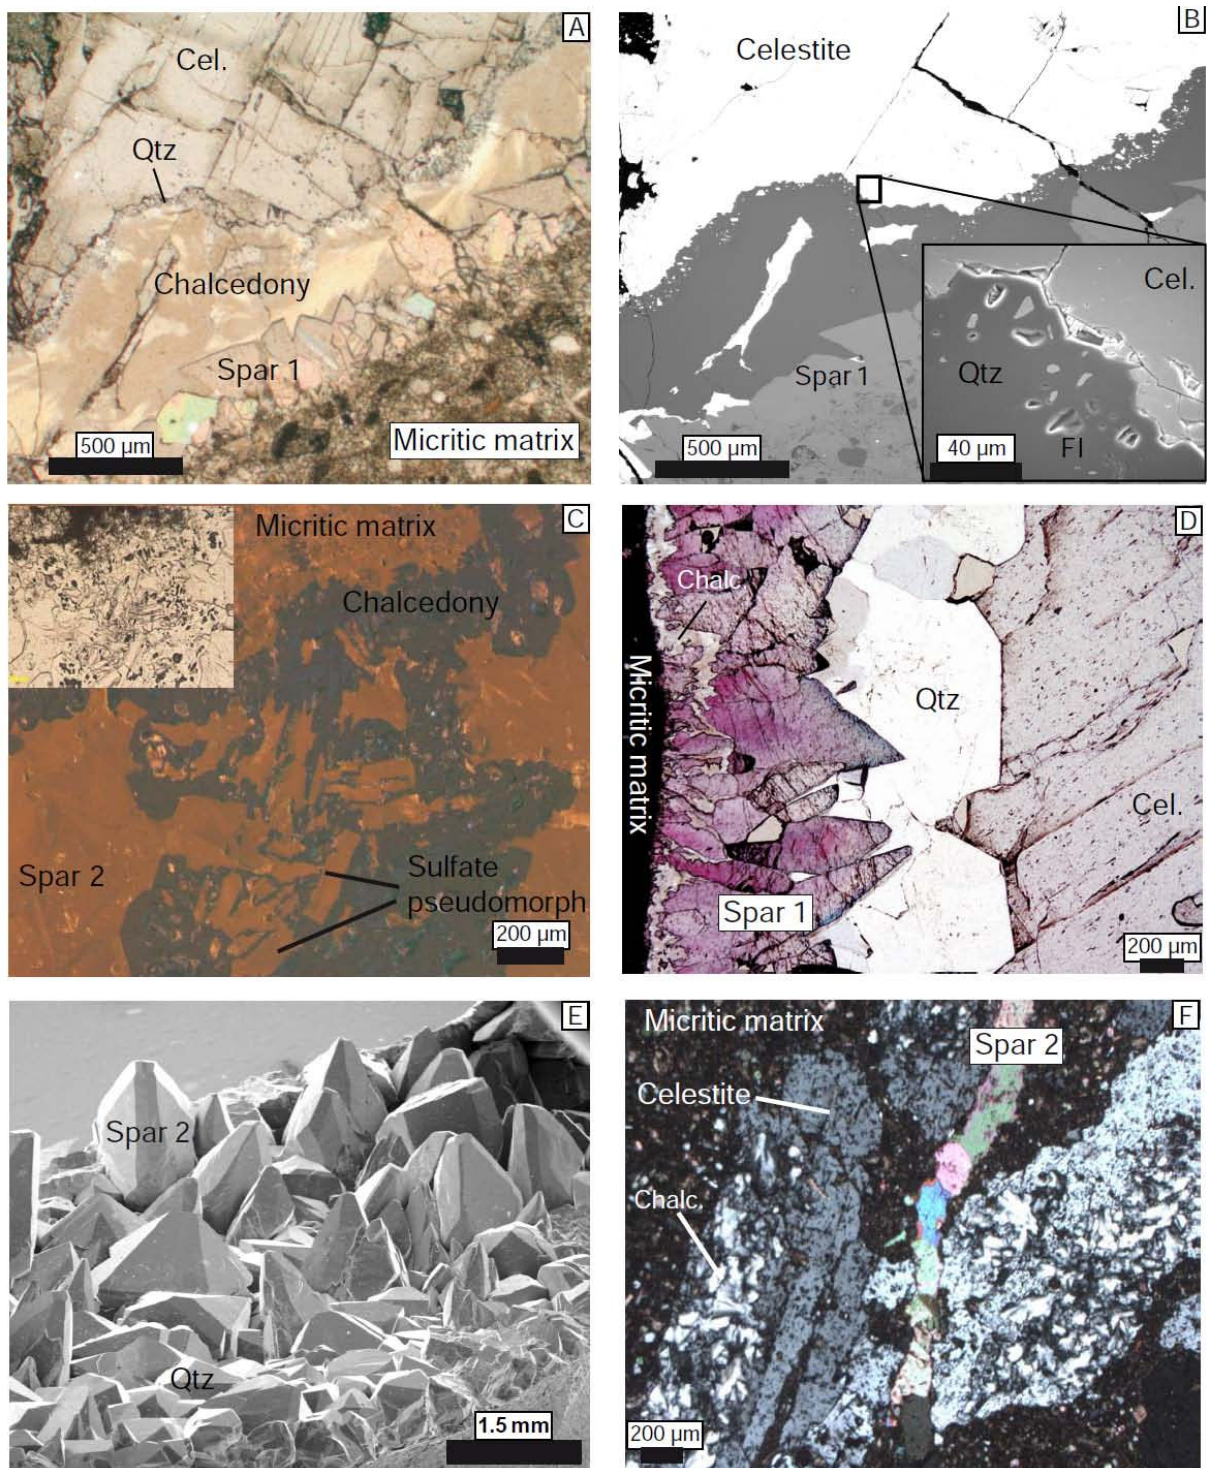 A
Cel.
Qtz
Chalcedony
Spar 1
500 µm
Micritic matrix
B
Celestite
Spar 1
500 µm
Cel.
Qtz
Fl
40 µm
C
Micritic matrix
Chalcedony
Spar 2
Sulfate
pseudomorph
200 µm
D
Chalc.
Micritic matrix
Qtz
Cel.
Spar 1
200 µm
E
Spar 2
Qtz
1.5 mm
F
Micritic matrix
Spar 2
Celestite
Chalc.
200 µm